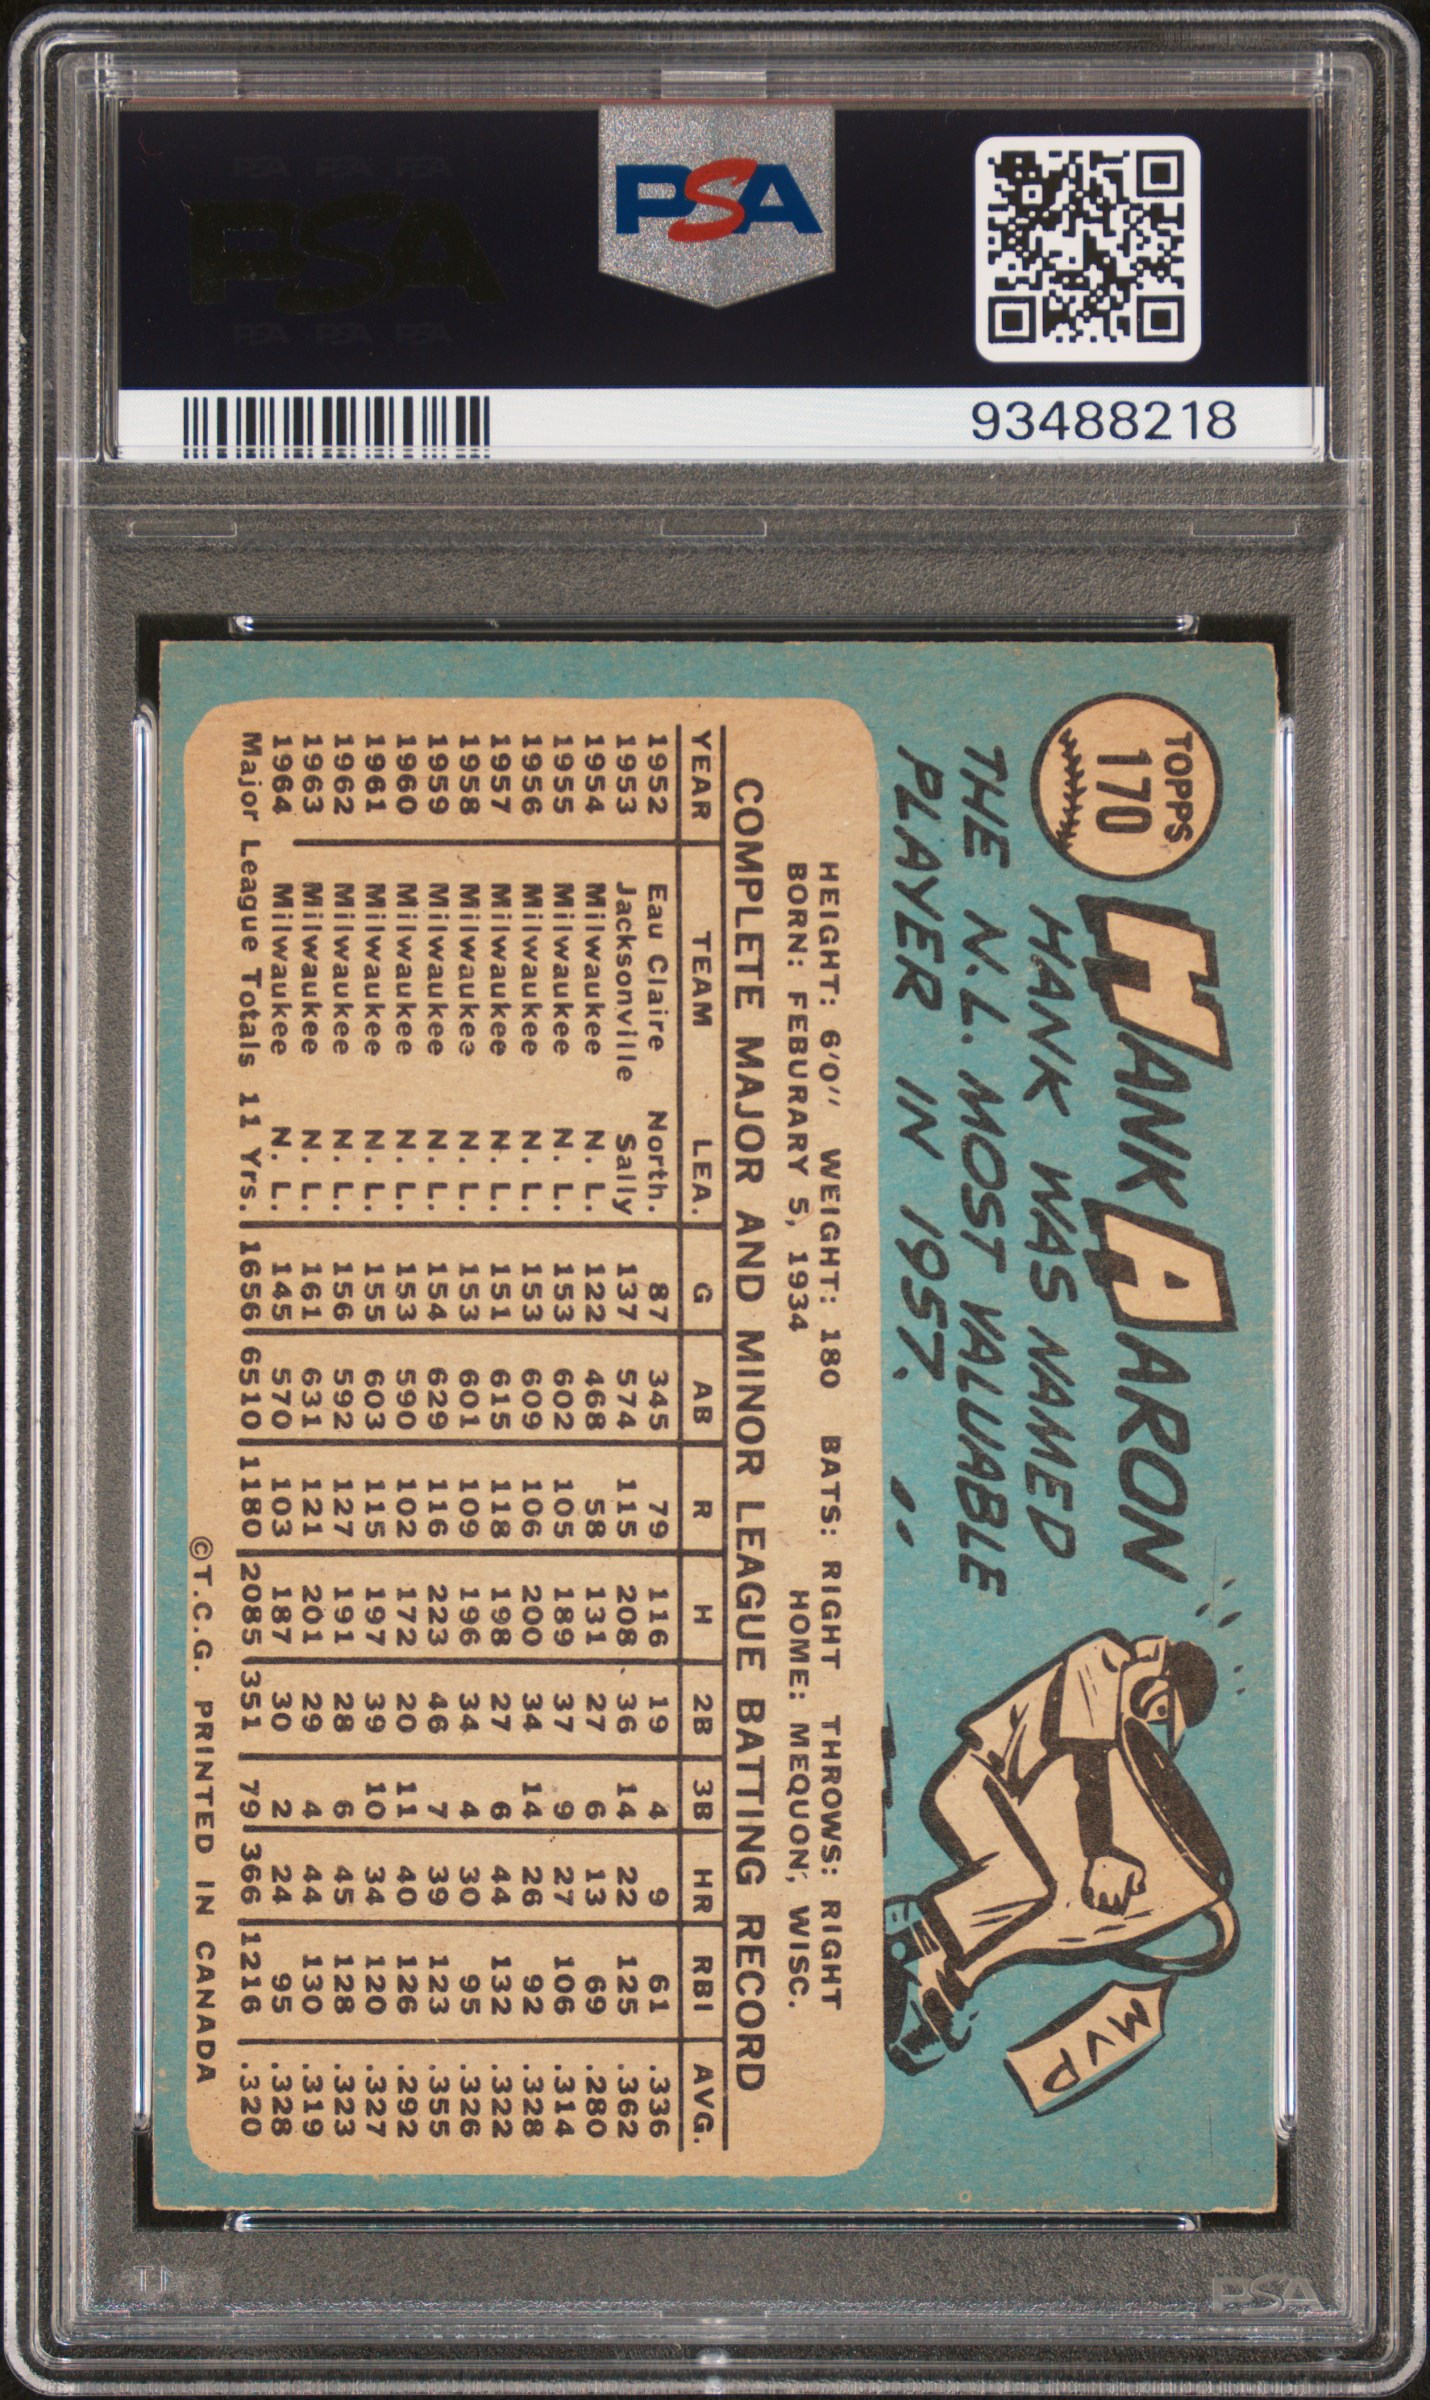 PSA PSA PSA
PSA
PSA PSA PSA
PSA
93488218
TOPPS
170
HANK AARON
HANK WAS NAMED
THE N.L. MOST VALUABLE
PLAYER IN 1957.
MVP
HEIGHT: 6'0" WEIGHT: 180 BATS: RIGHT THROWS: RIGHT
BORN: FEBURARY 5, 1934 HOME: MEQUON, WISC.
COMPLETE MAJOR AND MINOR LEAGUE BATTING RECORD
YEAR TEAM LEA. G AB R H 2B 3B HR RBI AVG.
1952 Eau Claire North. 87 345 79 116 19 4 9 61 .336
1953 Jacksonville Sally 137 574 115 208 36 14 22 125 .362
1954 Milwaukee N. L. 122 468 58 131 27 6 13 69 .280
1955 Milwaukee N. L. 153 602 105 189 37 9 27 106 .314
1956 Milwaukee N. L. 153 609 106 200 34 14 26 92 .328
1957 Milwaukee N. L. 151 615 118 198 27 6 44 132 .322
1958 Milwaukee N. L. 153 601 109 196 34 4 30 95 .326
1959 Milwaukee N. L. 154 629 116 223 46 7 39 123 .355
1960 Milwaukee N. L. 153 590 102 172 20 11 40 126 .292
1961 Milwaukee N. L. 155 603 115 197 39 10 34 120 .327
1962 Milwaukee N. L. 156 592 127 191 28 6 45 128 .323
1963 Milwaukee N. L. 161 631 121 201 29 4 44 130 .319
1964 Milwaukee N. L. 145 570 103 187 30 2 24 95 .328
Major League Totals 11 Yrs. 1656 6510 1180 2085 351 79 366 1216 .320
©T.C.G. PRINTED IN CANADA
PSA